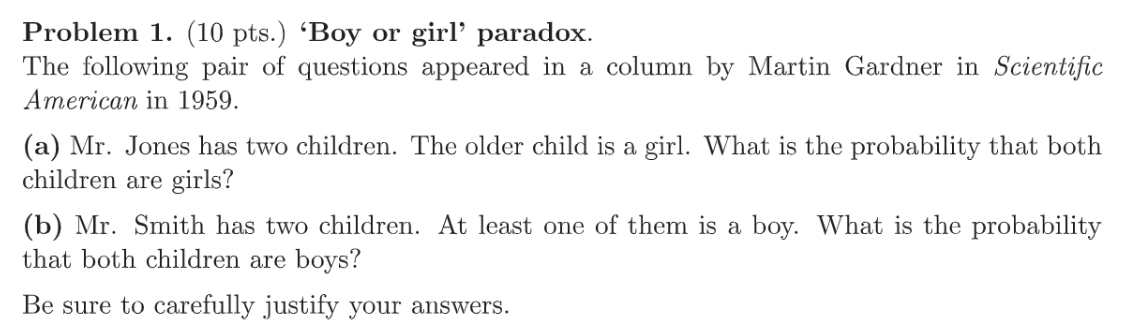 Problem 1. (10 pts.) ‘Boy or girl’ paradox.
The following pair of questions appeared in a column by Martin Gardner in Scientific
American in 1959.
(a) Mr. Jones has two children. The older child is a girl. What is the probability that both
children are girls?
(b) Mr. Smith has two children. At least one of them is a boy. What is the probability
that both children are boys?
Be sure to carefully justify your answers.